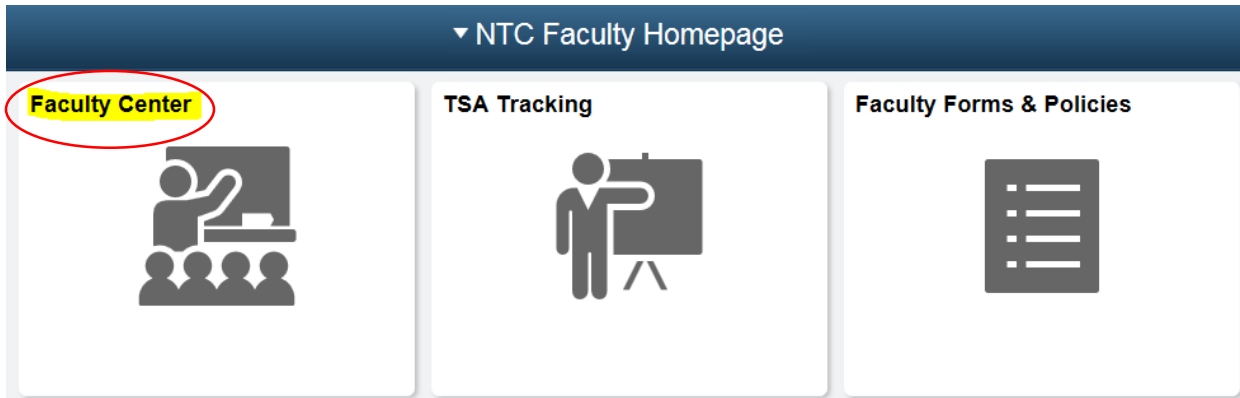 NTC Faculty Homepage
Faculty Center
TSA Tracking
Faculty Forms & Policies